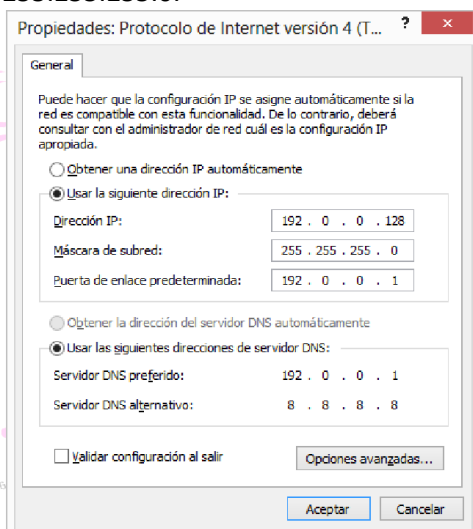 255.255.255.0.
Propiedades: Protocolo de Internet versión 4 (T... ? ×
General
Puede hacer que la configuración IP se asigne automáticamente si la
red es compatible con esta funcionalidad. De lo contrario, deberá
consultar con el administrador de red cuál es la configuración IP
apropiada.
Obtener una dirección IP automáticamente
Usar la siguiente dirección IP:
Dirección IP: 192 . 0 . 0 . 128
Máscara de subred: 255 . 255 . 255 . 0
Puerta de enlace predeterminada: 192 . 0 . 0 . 1
Obtener la dirección del servidor DNS automáticamente
Usar las siguientes direcciones de servidor DNS:
Servidor DNS preferido: 192 . 0 . 0 . 1
Servidor DNS alternativo: 8 . 8 . 8 . 8
Validar configuración al salir
Opciones avanzadas...
Aceptar Cancelar